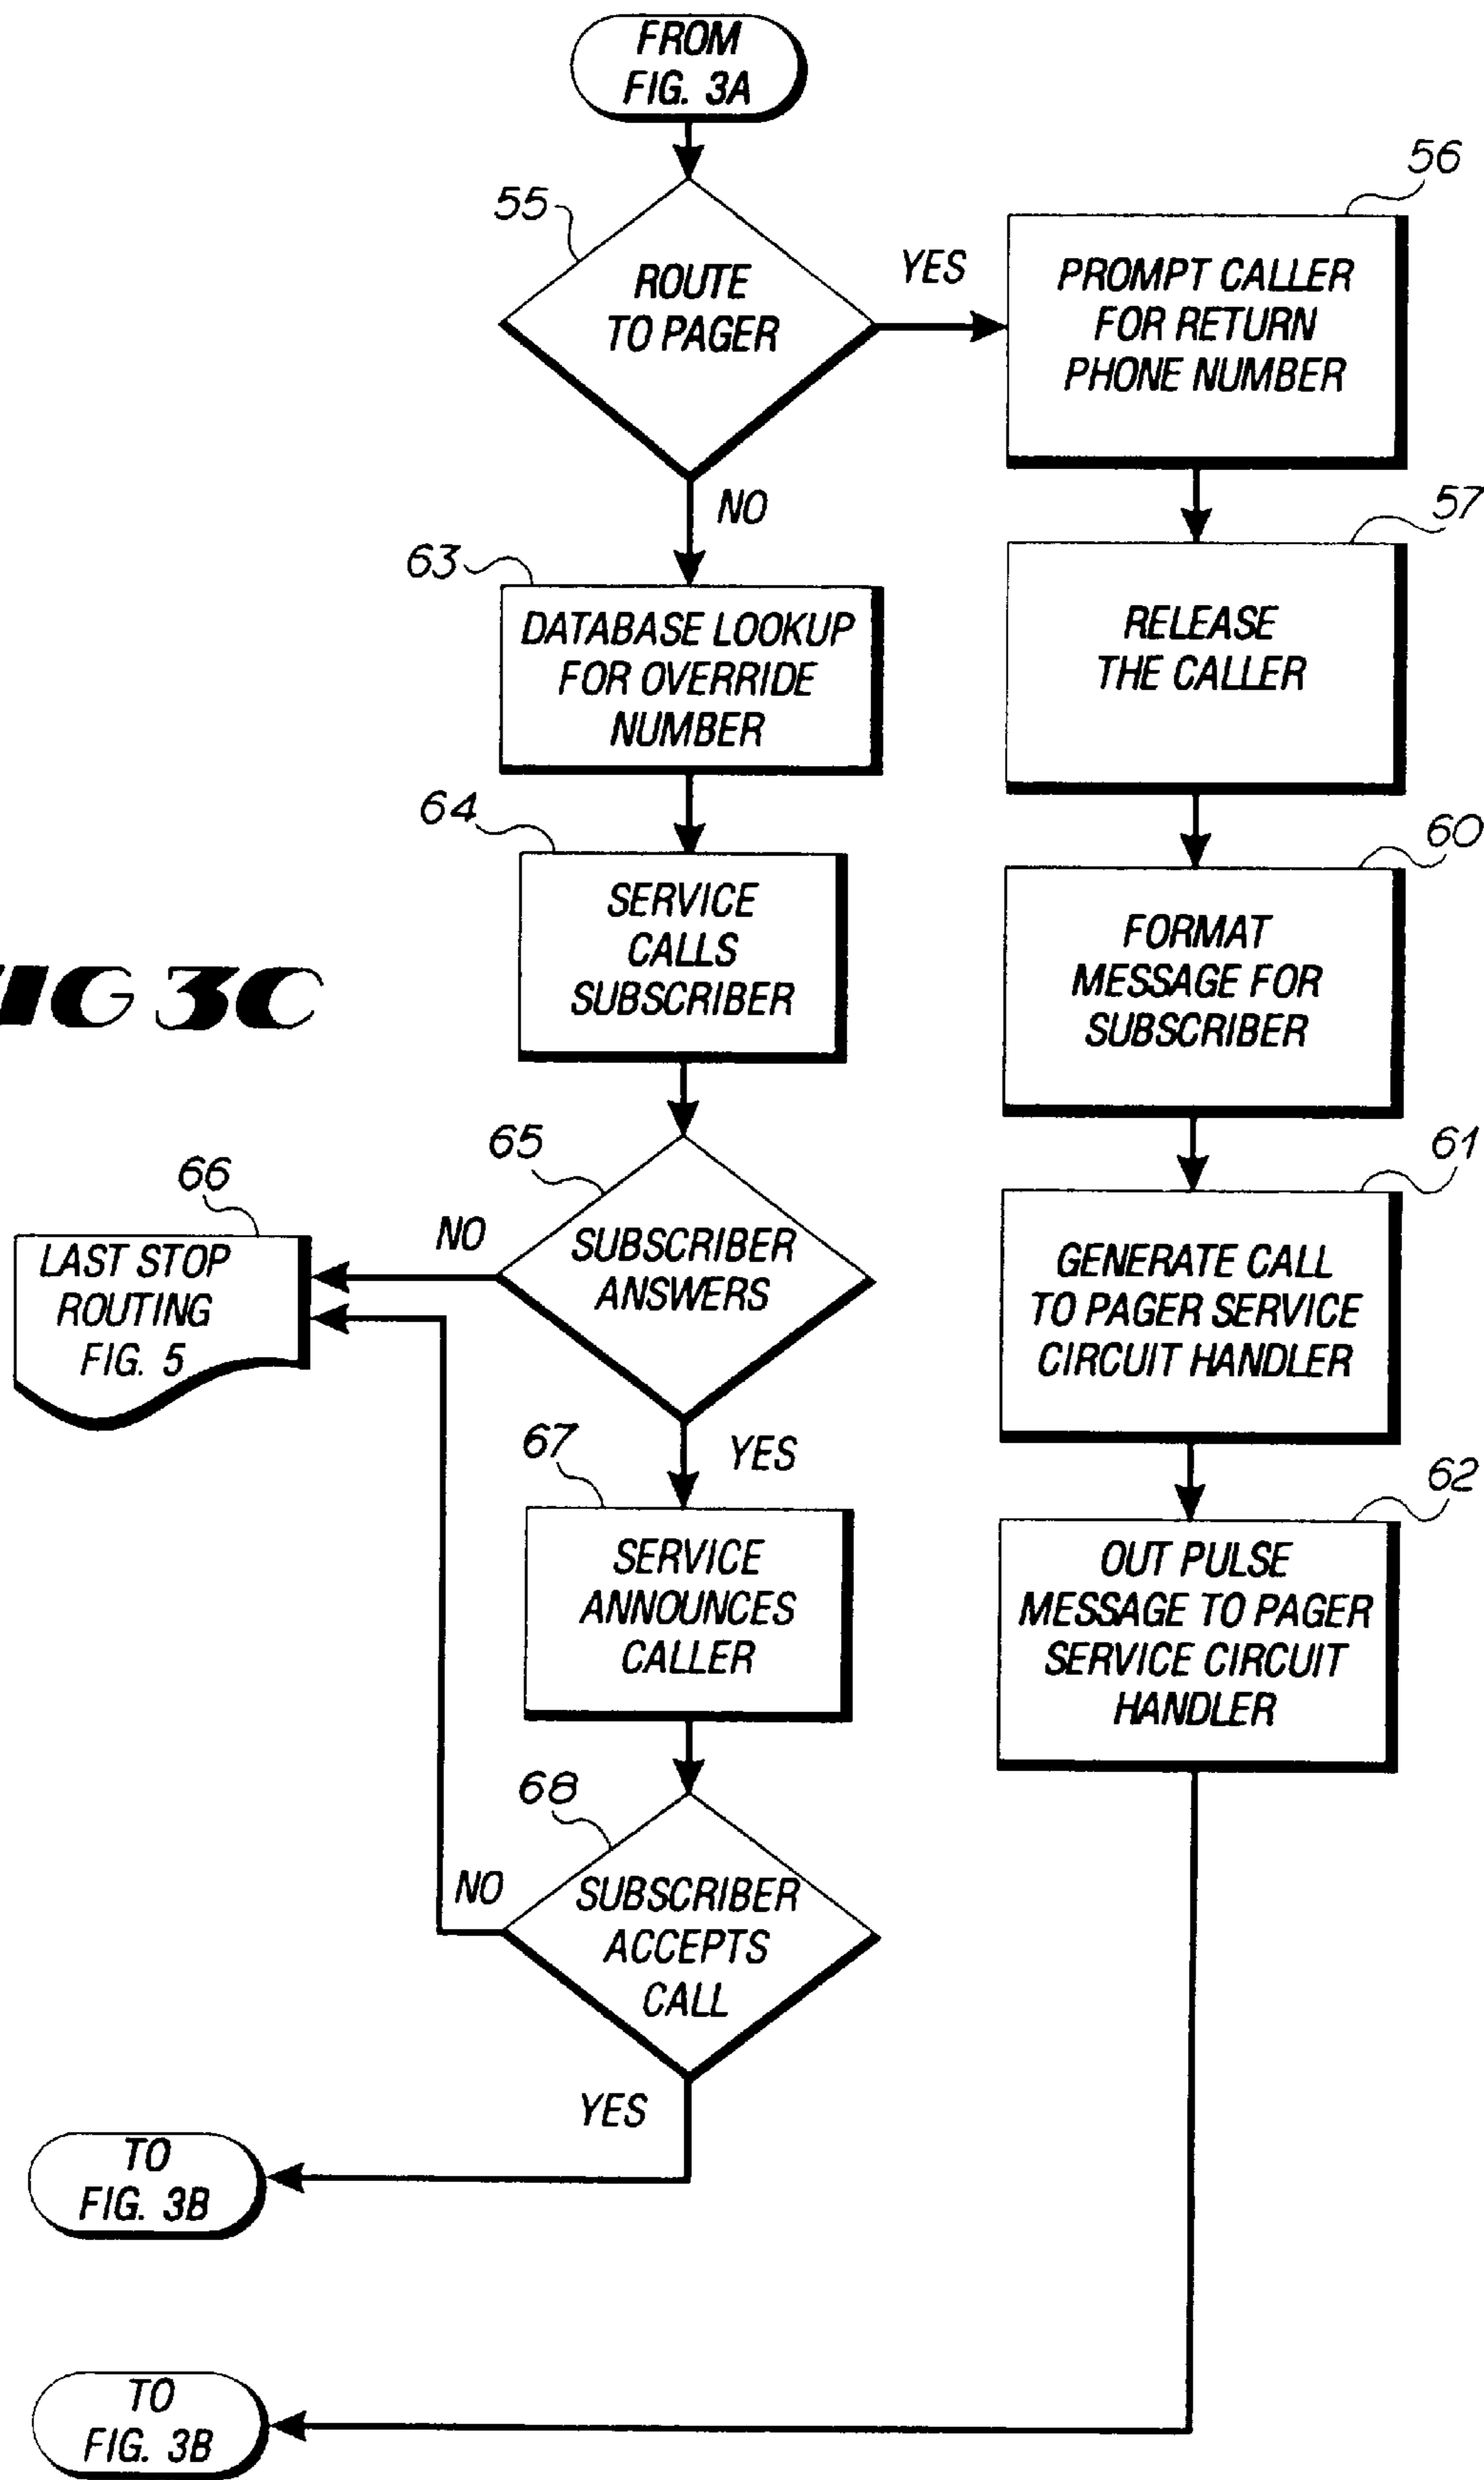 FROM
FIG. 3A
55
ROUTE
TO PAGER
YES
56
PROMPT CALLER
FOR RETURN
PHONE NUMBER
NO
57
RELEASE
THE CALLER
63
DATABASE LOOKUP
FOR OVERRIDE
NUMBER
64
SERVICE
CALLS
SUBSCRIBER
60
FORMAT
MESSAGE FOR
SUBSCRIBER
IG 3C
65
SUBSCRIBER
ANSWERS
NO
66
LAST STOP
ROUTING
FIG. 5
61
GENERATE CALL
TO PAGER SERVICE
CIRCUIT HANDLER
YES
67
SERVICE
ANNOUNCES
CALLER
62
OUT PULSE
MESSAGE TO PAGER
SERVICE CIRCUIT
HANDLER
68
SUBSCRIBER
ACCEPTS
CALL
NO
YES
TO
FIG. 3B
TO
FIG. 3B